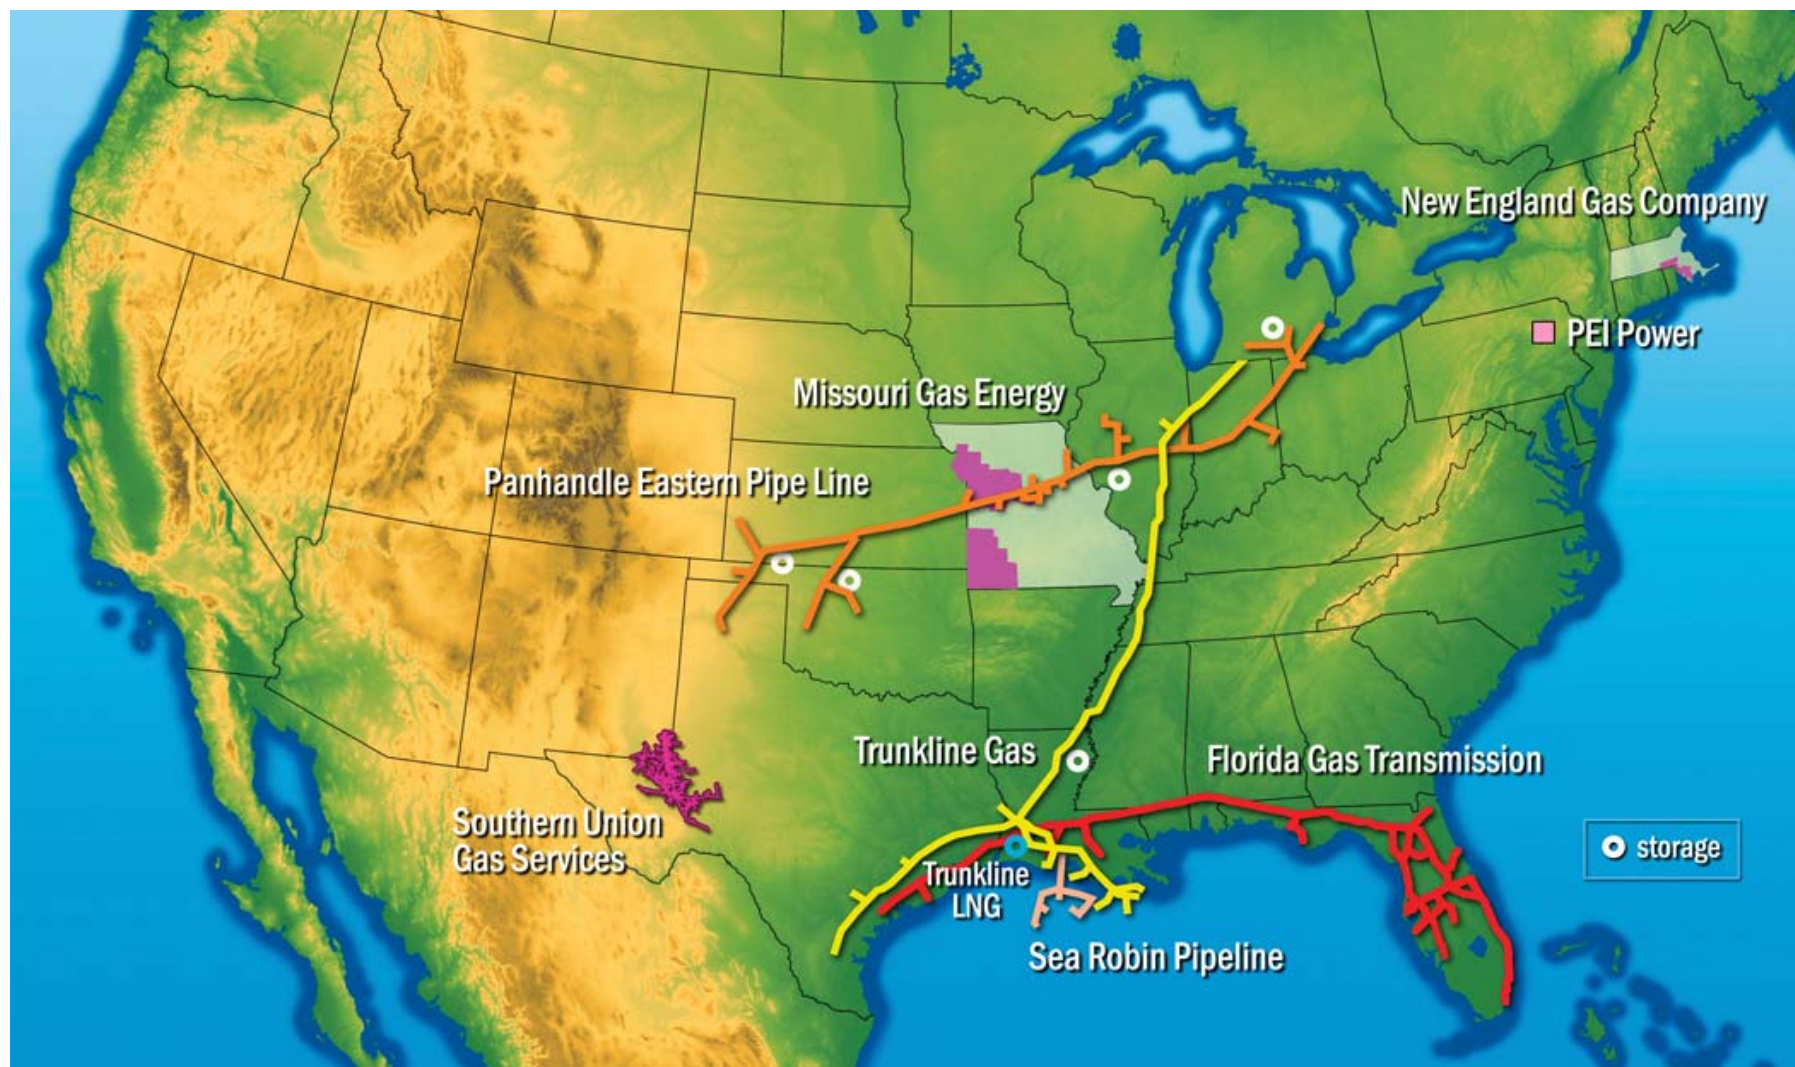 New England Gas Company
PEI Power
Missouri Gas Energy
Panhandle Eastern Pipe Line
Trunkline Gas
Florida Gas Transmission
Southern Union
Gas Services
storage
Trunkline
LNG
Sea Robin Pipeline